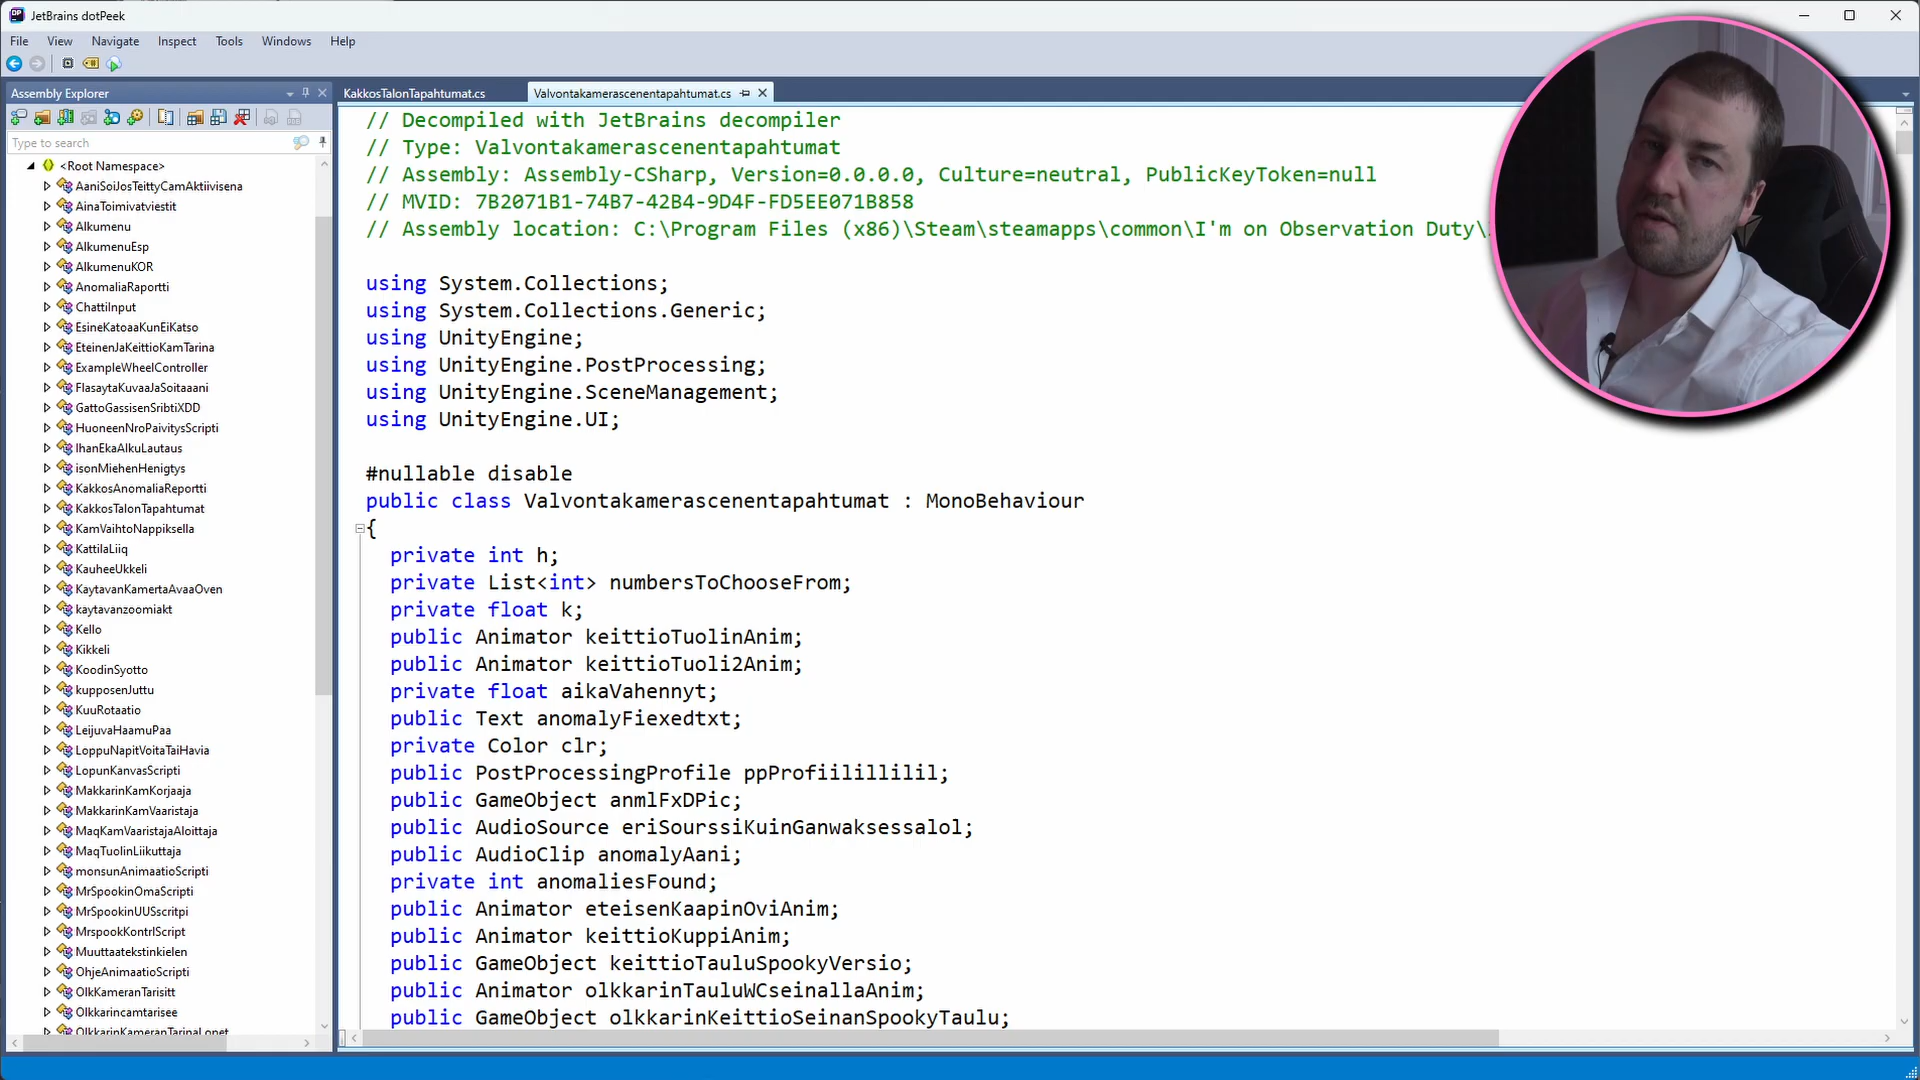 JetBrains dotPeek
File View Navigate Inspect Tools Windows Help
Assembly Explorer
Type to search
<Root Namespace>
AaniSoiJosTeittyCamAktiivisena
AinaToimivatviestit
Alkumenu
AlkumenuEsp
AlkumenuKOR
AnomaliaRaportti
ChattiInput
EsineKatoaaKunEiKatso
EteinenJaKeittioKamTarina
ExampleWheelController
FlasaytaKuvaaJaSoitaaani
GattoGassisenSribtiXDD
HuoneenNroPaivitysScripti
IhanEkaAlkuLautaus
isonMiehenHenigtys
KakkosAnomaliaReportti
KakkosTalonTapahtumat
KamVaihtoNappiksella
KattilaLiiq
KauheeUkkeli
KaytavanKamertaAvaaOven
kaytavanzoomiakt
Kello
Kikkeli
KoodinSyotto
kupposenJuttu
KuuRotaatio
LeijuvaHaamuPaa
LoppuNapitVoitaTaiHavia
LopunKanvasScripti
MakkarinKamKorjaaja
MakkarinKamVaaristaja
MaqKamVaaristajaAloittaja
MaqTuolinLiikuttaja
monsunAnimaatioScripti
MrSpookinOmaScripti
MrSpookinUUSscritpi
MrspookKontrlScript
Muuttaatekstinkielen
OhjeAnimaatioScripti
OlkKameranTarisitt
Olkkarincamtarisee
OlkkarinKameranTarinaLopet
KakkosTalonTapahtumat.cs
Valvontakamerascenentapahtumat.cs
// Decompiled with JetBrains decompiler
// Type: Valvontakamerascenentapahtumat
// Assembly: Assembly-CSharp, Version=0.0.0.0, Culture=neutral, PublicKeyToken=null
// MVID: 7B2071B1-74B7-42B4-9D4F-FD5EE071B858
// Assembly location: C:\Program Files (x86)\Steam\steamapps\common\I'm on Observation Duty\
using System.Collections;
using System.Collections.Generic;
using UnityEngine;
using UnityEngine.PostProcessing;
using UnityEngine.SceneManagement;
using UnityEngine.UI;
#nullable disable
public class Valvontakamerascenentapahtumat : MonoBehaviour
{
private int h;
private List<int> numbersToChooseFrom;
private float k;
public Animator keittioTuolinAnim;
public Animator keittioTuoli2Anim;
private float aikaVahennyt;
public Text anomalyFiexedtxt;
private Color clr;
public PostProcessingProfile ppProfiilillilil;
public GameObject anmlFxDPic;
public AudioSource eriSourssiKuinGanwaksessalol;
public AudioClip anomalyAani;
private int anomaliesFound;
public Animator eteisenKaapinOviAnim;
public Animator keittioKuppiAnim;
public GameObject keittioTauluSpookyVersio;
public Animator olkkarinTauluWCseinallaAnim;
public GameObject olkkarinKeittioSeinanSpookyTaulu;